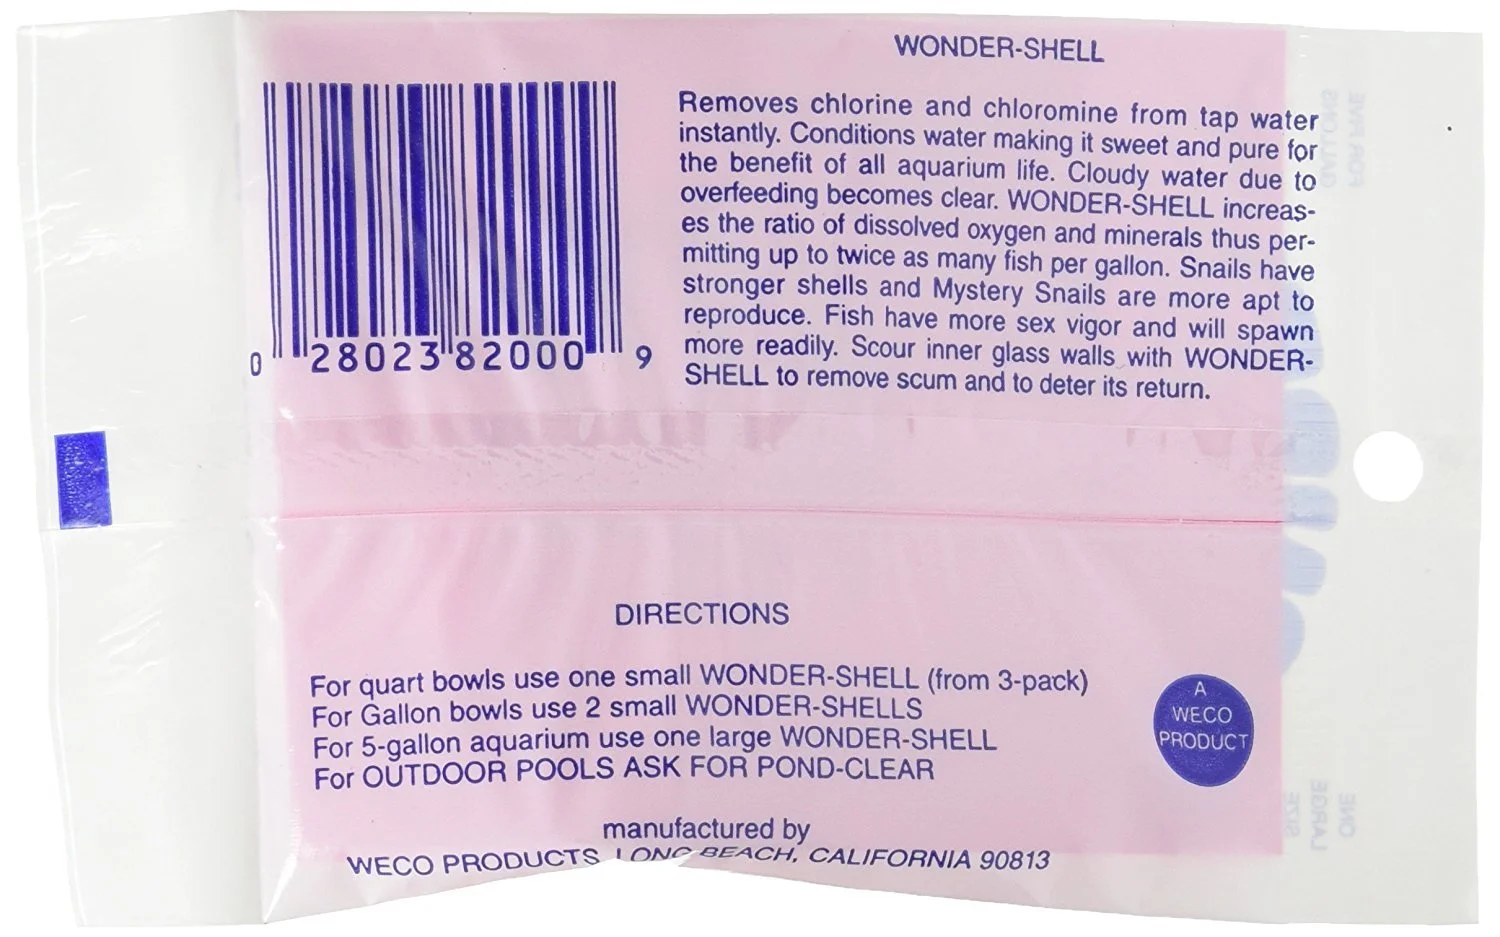 WONDER-SHELL
Removes chlorine and chloromine from tap water
instantly. Conditions water making it sweet and pure for
the benefit of all aquarium life. Cloudy water due to
overfeeding becomes clear. WONDER-SHELL increas-
es the ratio of dissolved oxygen and minerals thus per-
mitting up to twice as many fish per gallon. Snails have
stronger shells and Mystery Snails are more apt to
reproduce. Fish have more sex vigor and will spawn
more readily. Scour inner glass walls with WONDER-
SHELL to remove scum and to deter its return.
0 28023 82000 9
DIRECTIONS
For quart bowls use one small WONDER-SHELL (from 3-pack)
For Gallon bowls use 2 small WONDER-SHELLS
For 5-gallon aquarium use one large WONDER-SHELL
For OUTDOOR POOLS ASK FOR POND-CLEAR
A
WECO
PRODUCT
manufactured by
WECO PRODUCTS LONG BEACH, CALIFORNIA 90813
FOR FIVE
GALLONS
ONE
LARGE
SIZE